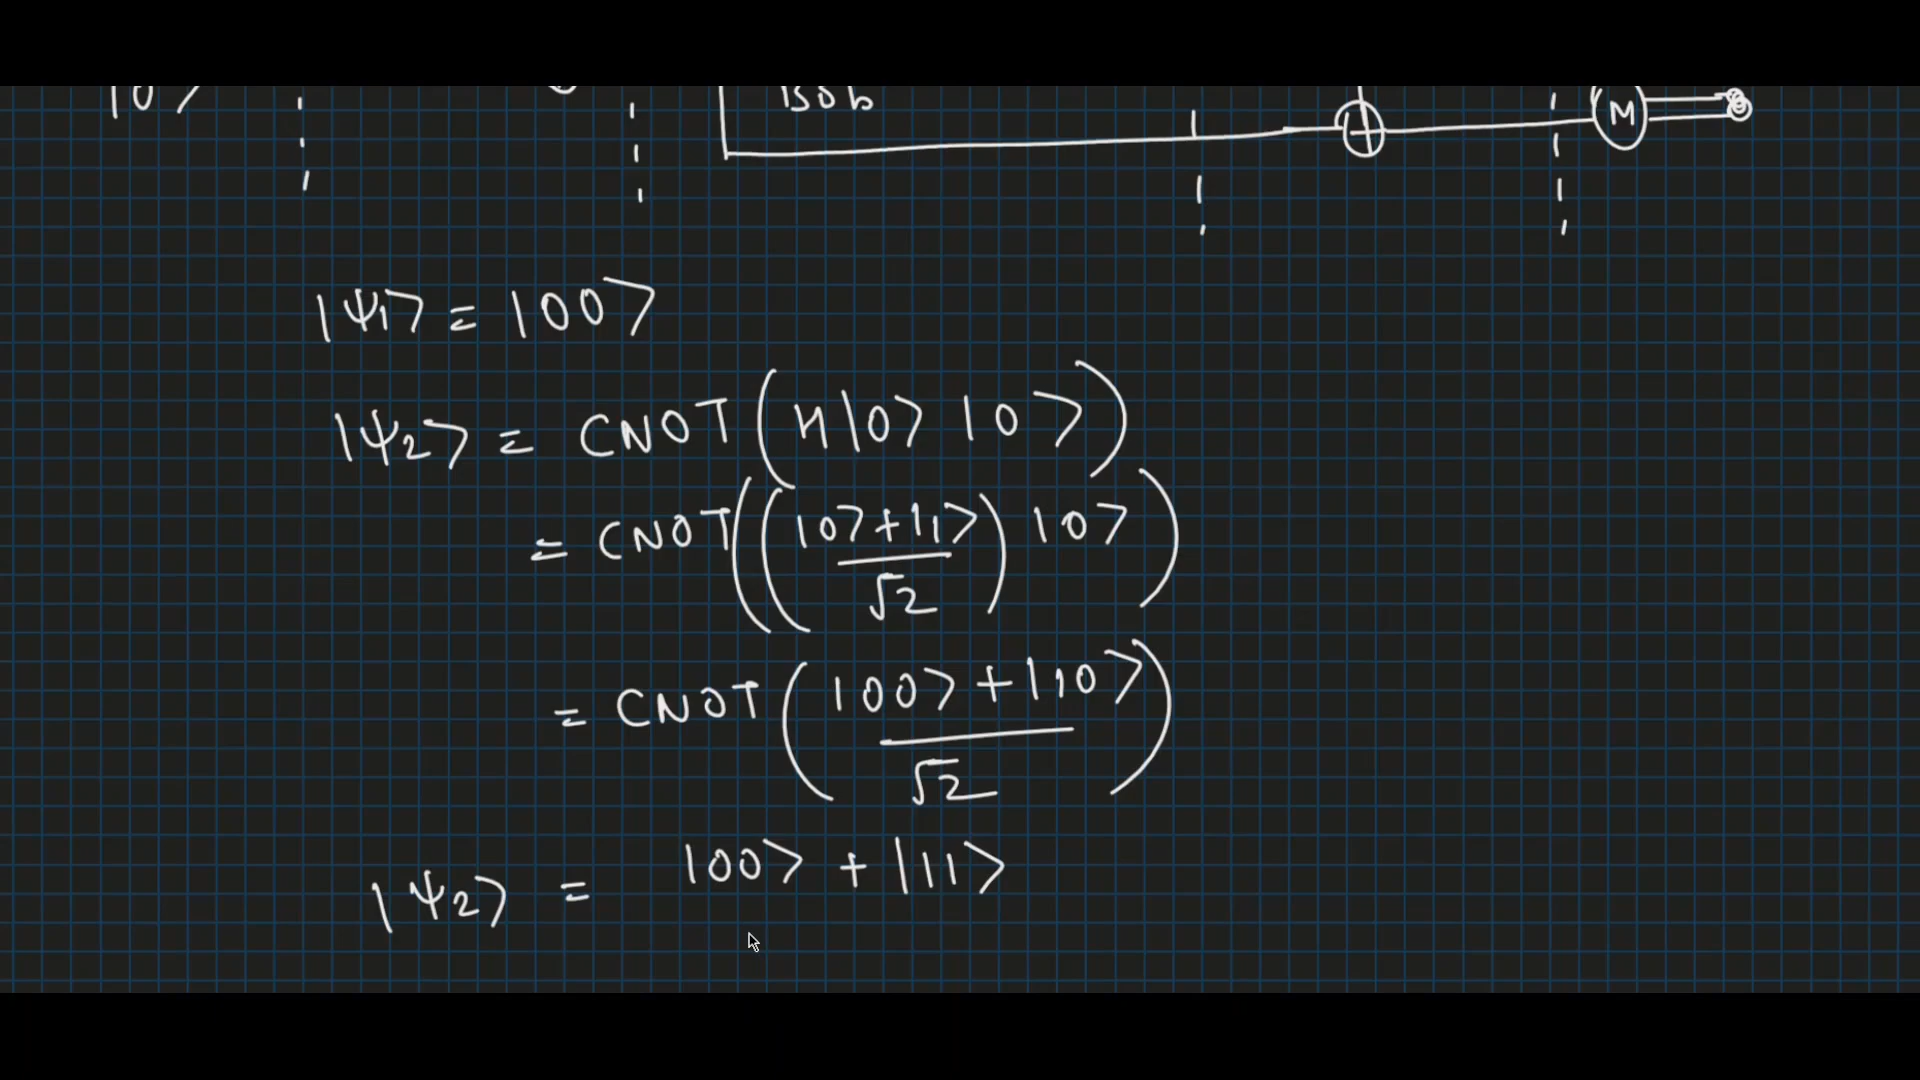 |0⟩
Bob
M
|ψ1⟩ = |00⟩
|ψ2⟩ = CNOT(H|0⟩ |0⟩)
= CNOT((|0⟩+|1⟩/√2)|0⟩)
= CNOT(|00⟩+|10⟩/√2)
|ψ2⟩ = |00⟩ + |11⟩